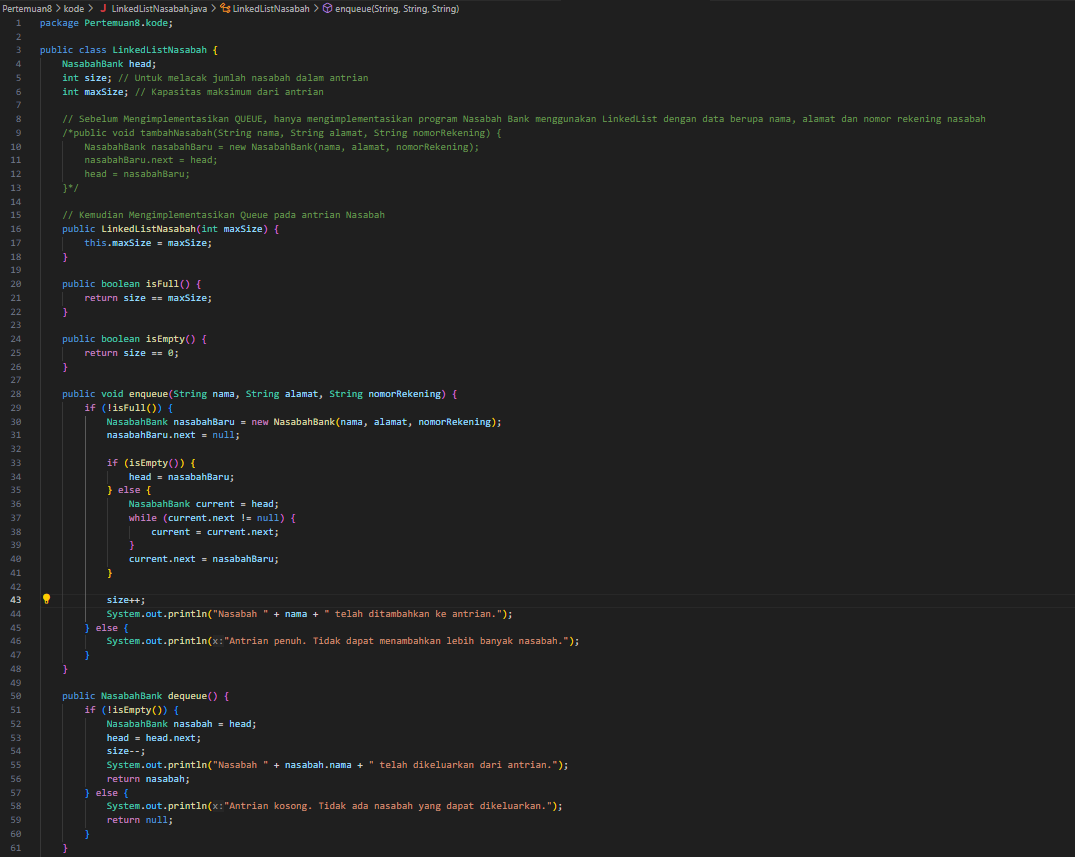 Pertemuan8 > kode > J LinkedListNasabah.java > LinkedListNasabah > enqueue(String, String, String)
1 package Pertemuan8.kode;
2
3 public class LinkedListNasabah {
4 NasabahBank head;
5 int size; // Untuk melacak jumlah nasabah dalam antrian
6 int maxSize; // Kapasitas maksimum dari antrian
7
8 // Sebelum Mengimplementasikan QUEUE, hanya mengimplementasikan program Nasabah Bank menggunakan LinkedList dengan data berupa nama, alamat dan nomor rekening nasabah
9 /*public void tambahNasabah(String nama, String alamat, String nomorRekening) {
10 NasabahBank nasabahBaru = new NasabahBank(nama, alamat, nomorRekening);
11 nasabahBaru.next = head;
12 head = nasabahBaru;
13 }*/
14
15 // Kemudian Mengimplementasikan Queue pada antrian Nasabah
16 public LinkedListNasabah(int maxSize) {
17 this.maxSize = maxSize;
18 }
19
20 public boolean isFull() {
21 return size == maxSize;
22 }
23
24 public boolean isEmpty() {
25 return size == 0;
26 }
27
28 public void enqueue(String nama, String alamat, String nomorRekening) {
29 if (!isFull()) {
30 NasabahBank nasabahBaru = new NasabahBank(nama, alamat, nomorRekening);
31 nasabahBaru.next = null;
32
33 if (isEmpty()) {
34 head = nasabahBaru;
35 } else {
36 NasabahBank current = head;
37 while (current.next != null) {
38 current = current.next;
39 }
40 current.next = nasabahBaru;
41 }
42
43 size++;
44 System.out.println("Nasabah " + nama + " telah ditambahkan ke antrian.");
45 } else {
46 System.out.println(x:"Antrian penuh. Tidak dapat menambahkan lebih banyak nasabah.");
47 }
48 }
49
50 public NasabahBank dequeue() {
51 if (!isEmpty()) {
52 NasabahBank nasabah = head;
53 head = head.next;
54 size--;
55 System.out.println("Nasabah " + nasabah.nama + " telah dikeluarkan dari antrian.");
56 return nasabah;
57 } else {
58 System.out.println(x:"Antrian kosong. Tidak ada nasabah yang dapat dikeluarkan.");
59 return null;
60 }
61 }